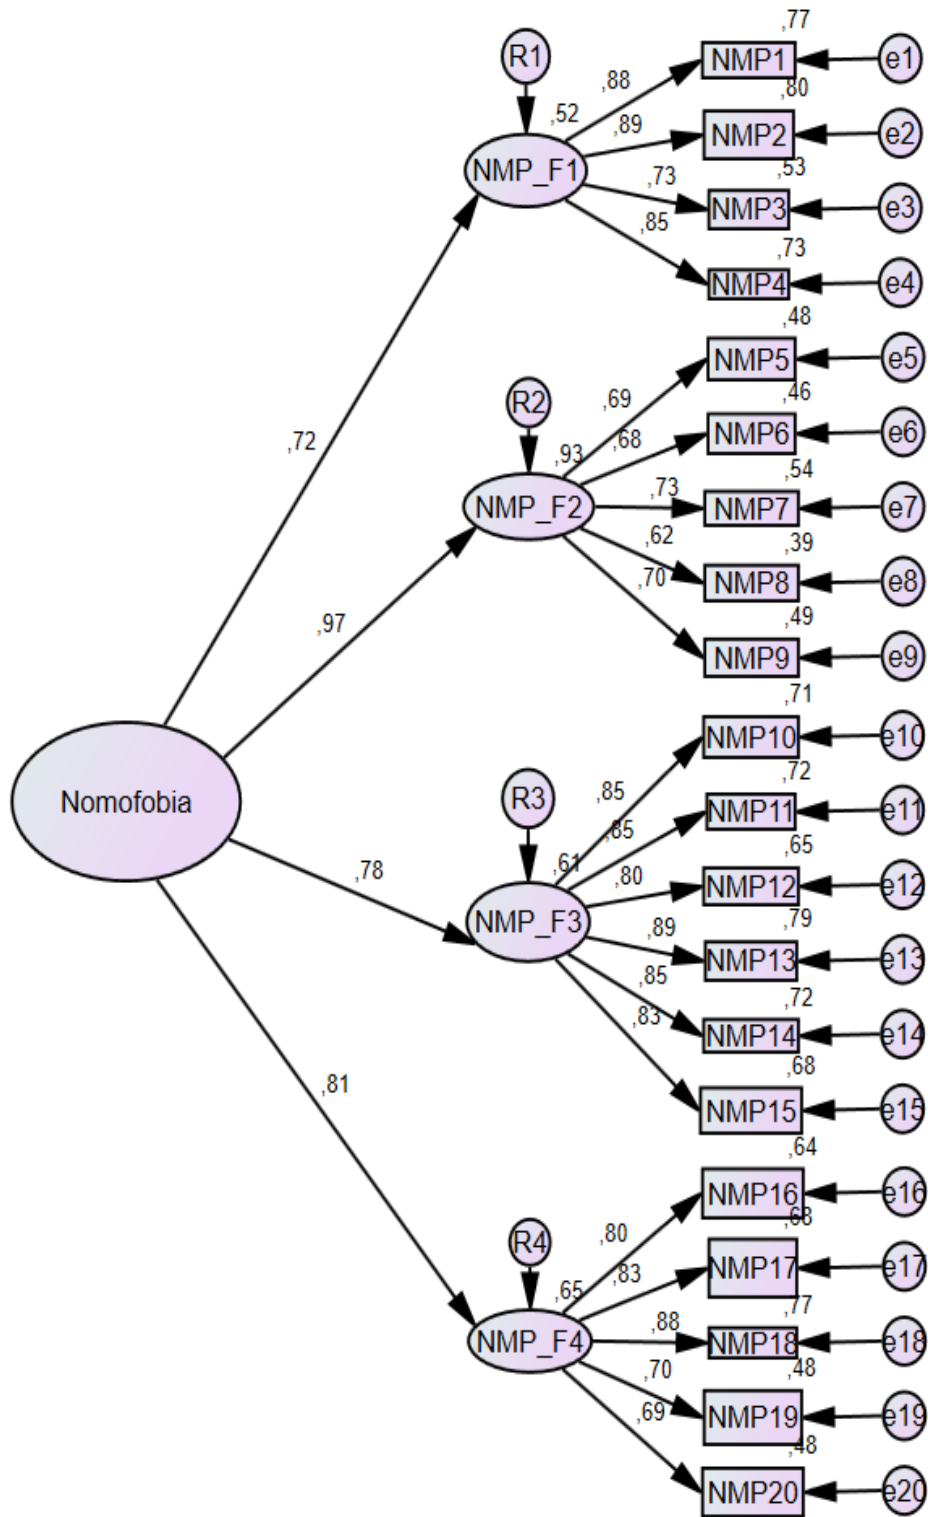 ,77
R1
NMP1
e1
,88
,80
,52
,89
NMP2
e2
NMP_F1
,53
,73
NMP3
e3
,85
,73
NMP4
e4
,48
NMP5
e5
R2
,69
,46
,68
NMP6
e6
,72
,93
,54
NMP_F2
,73
NMP7
e7
,62
,39
,70
NMP8
e8
,97
,49
NMP9
e9
,71
NMP10
e10
R3
,85
,72
Nomofobia
,85
NMP11
e11
,65
,78
,61
,80
NMP12
e12
NMP_F3
,79
,89
NMP13
e13
,85
,72
,83
NMP14
e14
,68
,81
NMP15
e15
,64
NMP16
e16
R4
,80
,68
,83
NMP17
e17
,65
,77
NMP_F4
,88
NMP18
e18
,70
,48
,69
NMP19
e19
,48
NMP20
e20